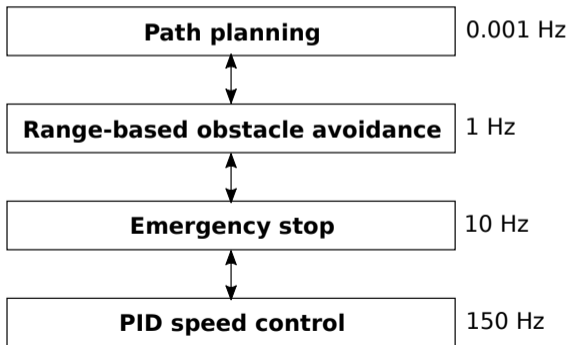 Path planning 0.001 Hz
Range-based obstacle avoidance 1 Hz
Emergency stop 10 Hz
PID speed control 150 Hz